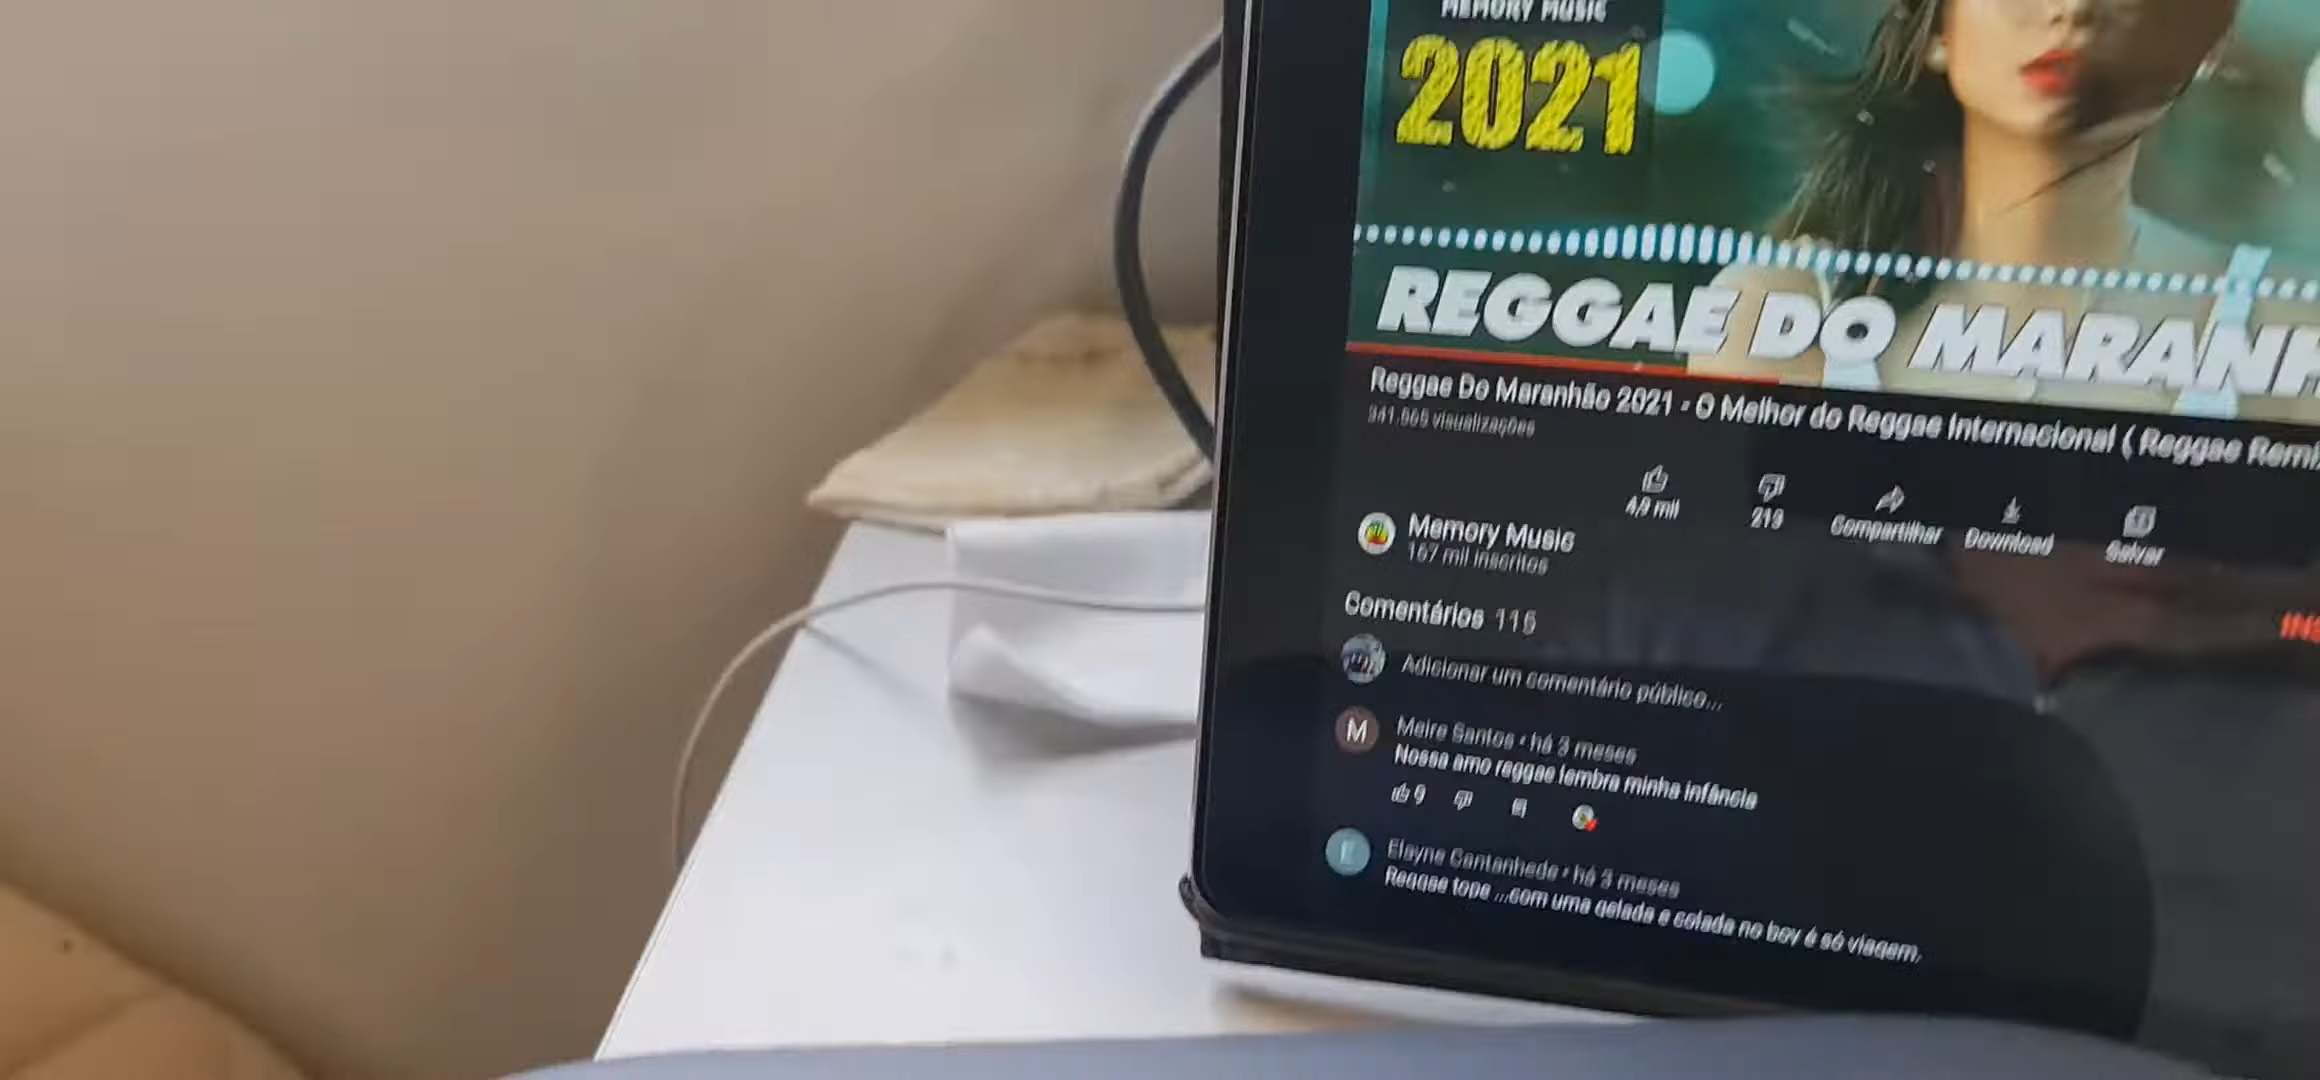 MEMORY MUSIC
2021
REGGAE DO MARANH
Reggae Do Maranhão 2021 - O Melhor do Reggae Internacional ( Reggae Remix
visualizações
4,9 mil
219
Compartilhar
Download
Salvar
Memory Music
167 mil inscritos
INS
Comentários 115
Adicionar um comentário público...
M
Meire Santos • há 3 meses
Nossa amo reggae lembra minha infância
9
E
Elayne Cantanhede • há 3 meses
Reggae tope ...com uma gelada e colada no boy é só viagem.